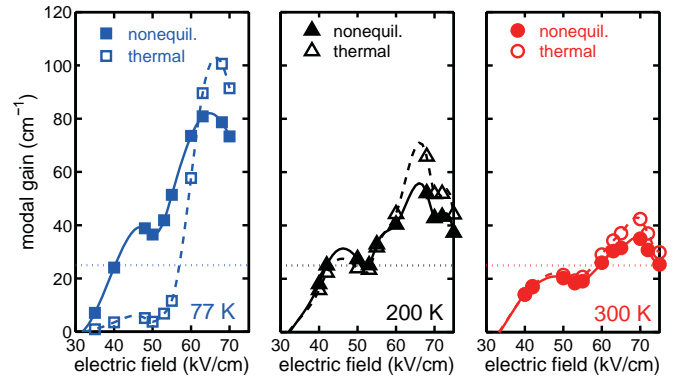 120
100
80
60
40
20
0
modal gain (cm⁻¹)
nonequil.
thermal
77 K
30 40 50 60 70
electric field (kV/cm)
nonequil.
thermal
200 K
30 40 50 60 70
electric field (kV/cm)
nonequil.
thermal
300 K
30 40 50 60 70
electric field (kV/cm)